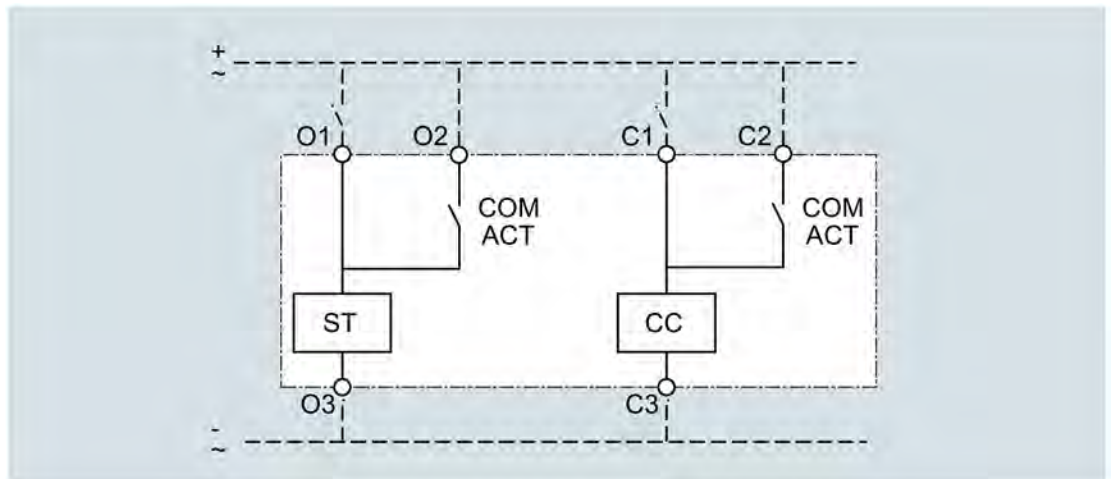 +
~
O1 O2 C1 C2
COM
ACT
COM
ACT
ST CC
O3 C3
-
~